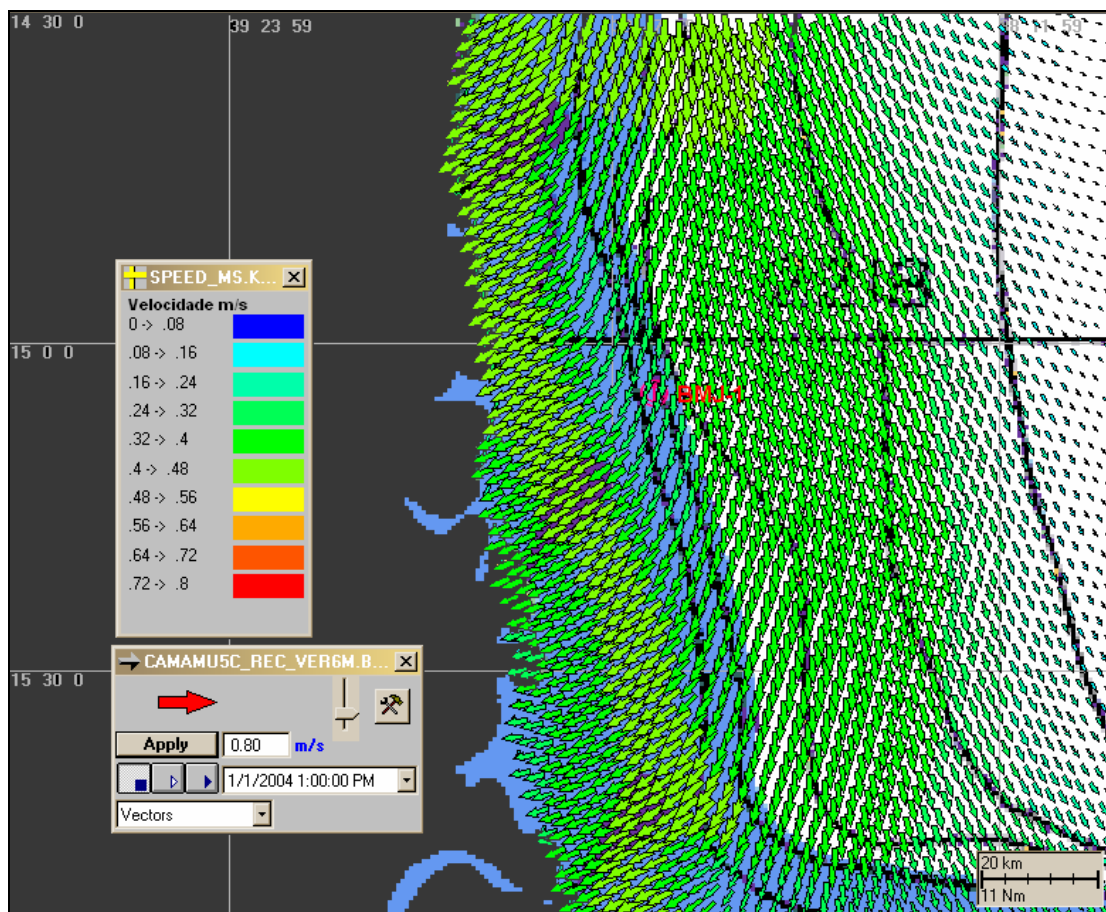 14 30 0
39 23 59
SPEED_MS.K...
Velocidade m/s
0 -> .08
.08 -> .16
.16 -> .24
.24 -> .32
.32 -> .4
.4 -> .48
.48 -> .56
.56 -> .64
.64 -> .72
.72 -> .8
15 0 0
BMJ-1
CAMAMU5C_REC_VER6M.B...
15 30 0
Apply
0.80
m/s
1/1/2004 1:00:00 PM
Vectors
20 km
11 Nm